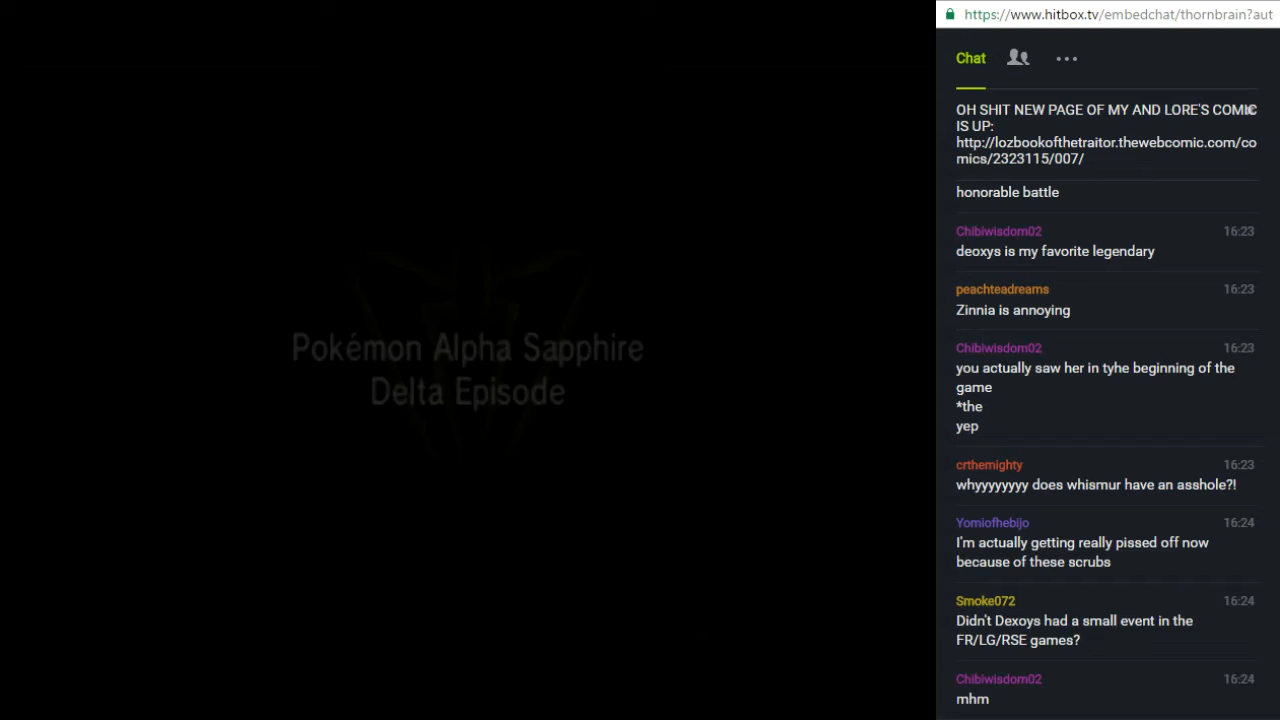 Pokémon Alpha Sapphire
Delta Episode
https://www.hitbox.tv/embedchat/thornbrain?aut
Chat
OH SHIT NEW PAGE OF MY AND LORE'S COMIC
IS UP:
http://lozbookofthetraitor.thewebcomic.com/co
mics/2323115/007/
honorable battle
Chibiwisdom02 16:23
deoxys is my favorite legendary
peachteadreams 16:23
Zinnia is annoying
Chibiwisdom02 16:23
you actually saw her in tyhe beginning of the
game
*the
yep
crthemighty 16:23
whyyyyyyyy does whismur have an asshole?!
Yomiofhebijo 16:24
I'm actually getting really pissed off now
because of these scrubs
Smoke072 16:24
Didn't Dexoys had a small event in the
FR/LG/RSE games?
Chibiwisdom02 16:24
mhm